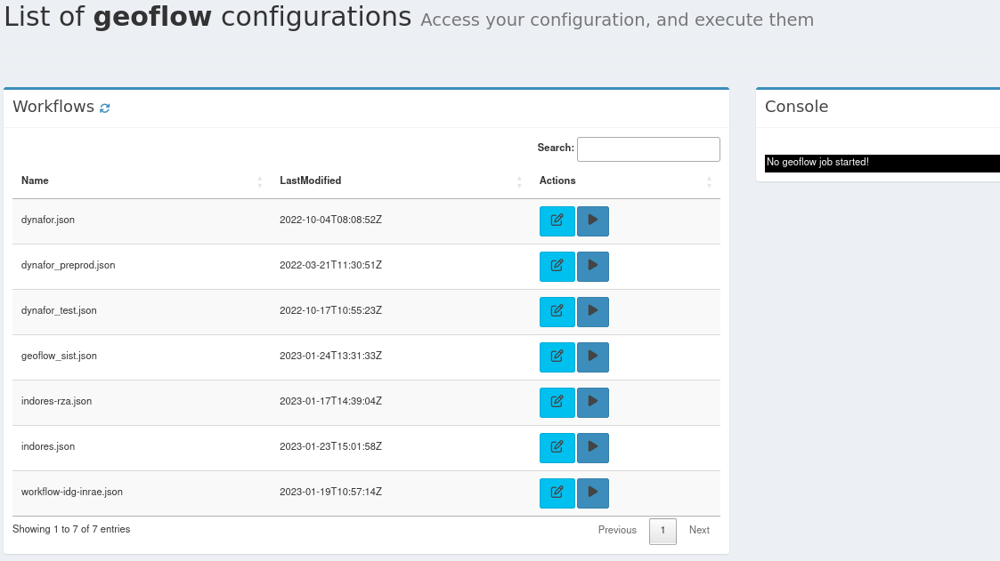 List of geoflow configurations Access your configuration, and execute them
Workflows
Console
Search:
No geoflow job started!
Name LastModified Actions
dynafor.json 2022-10-04T08:08:52Z
dynafor_preprod.json 2022-03-21T11:30:51Z
dynafor_test.json 2022-10-17T10:55:23Z
geoflow_sist.json 2023-01-24T13:31:33Z
indores-rza.json 2023-01-17T14:39:04Z
indores.json 2023-01-23T15:01:58Z
workflow-idg-inrae.json 2023-01-19T10:57:14Z
Showing 1 to 7 of 7 entries Previous 1 Next